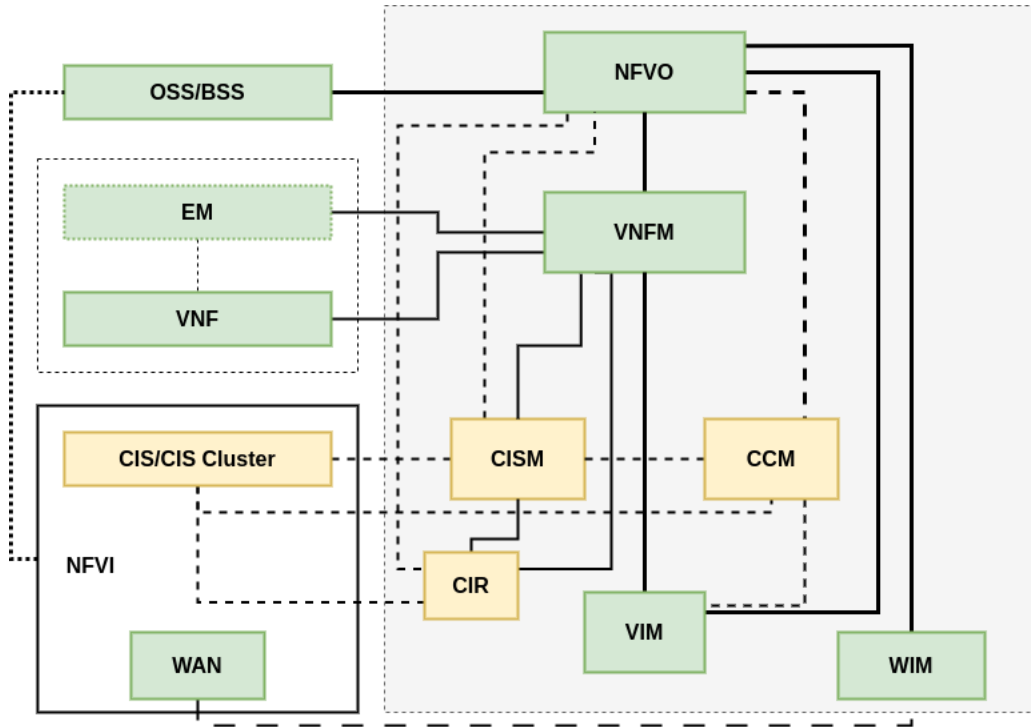 NFVO
OSS/BSS
EM
VNFM
VNF
CIS/CIS Cluster
CISM
CCM
NFVI
CIR
VIM
WAN
WIM